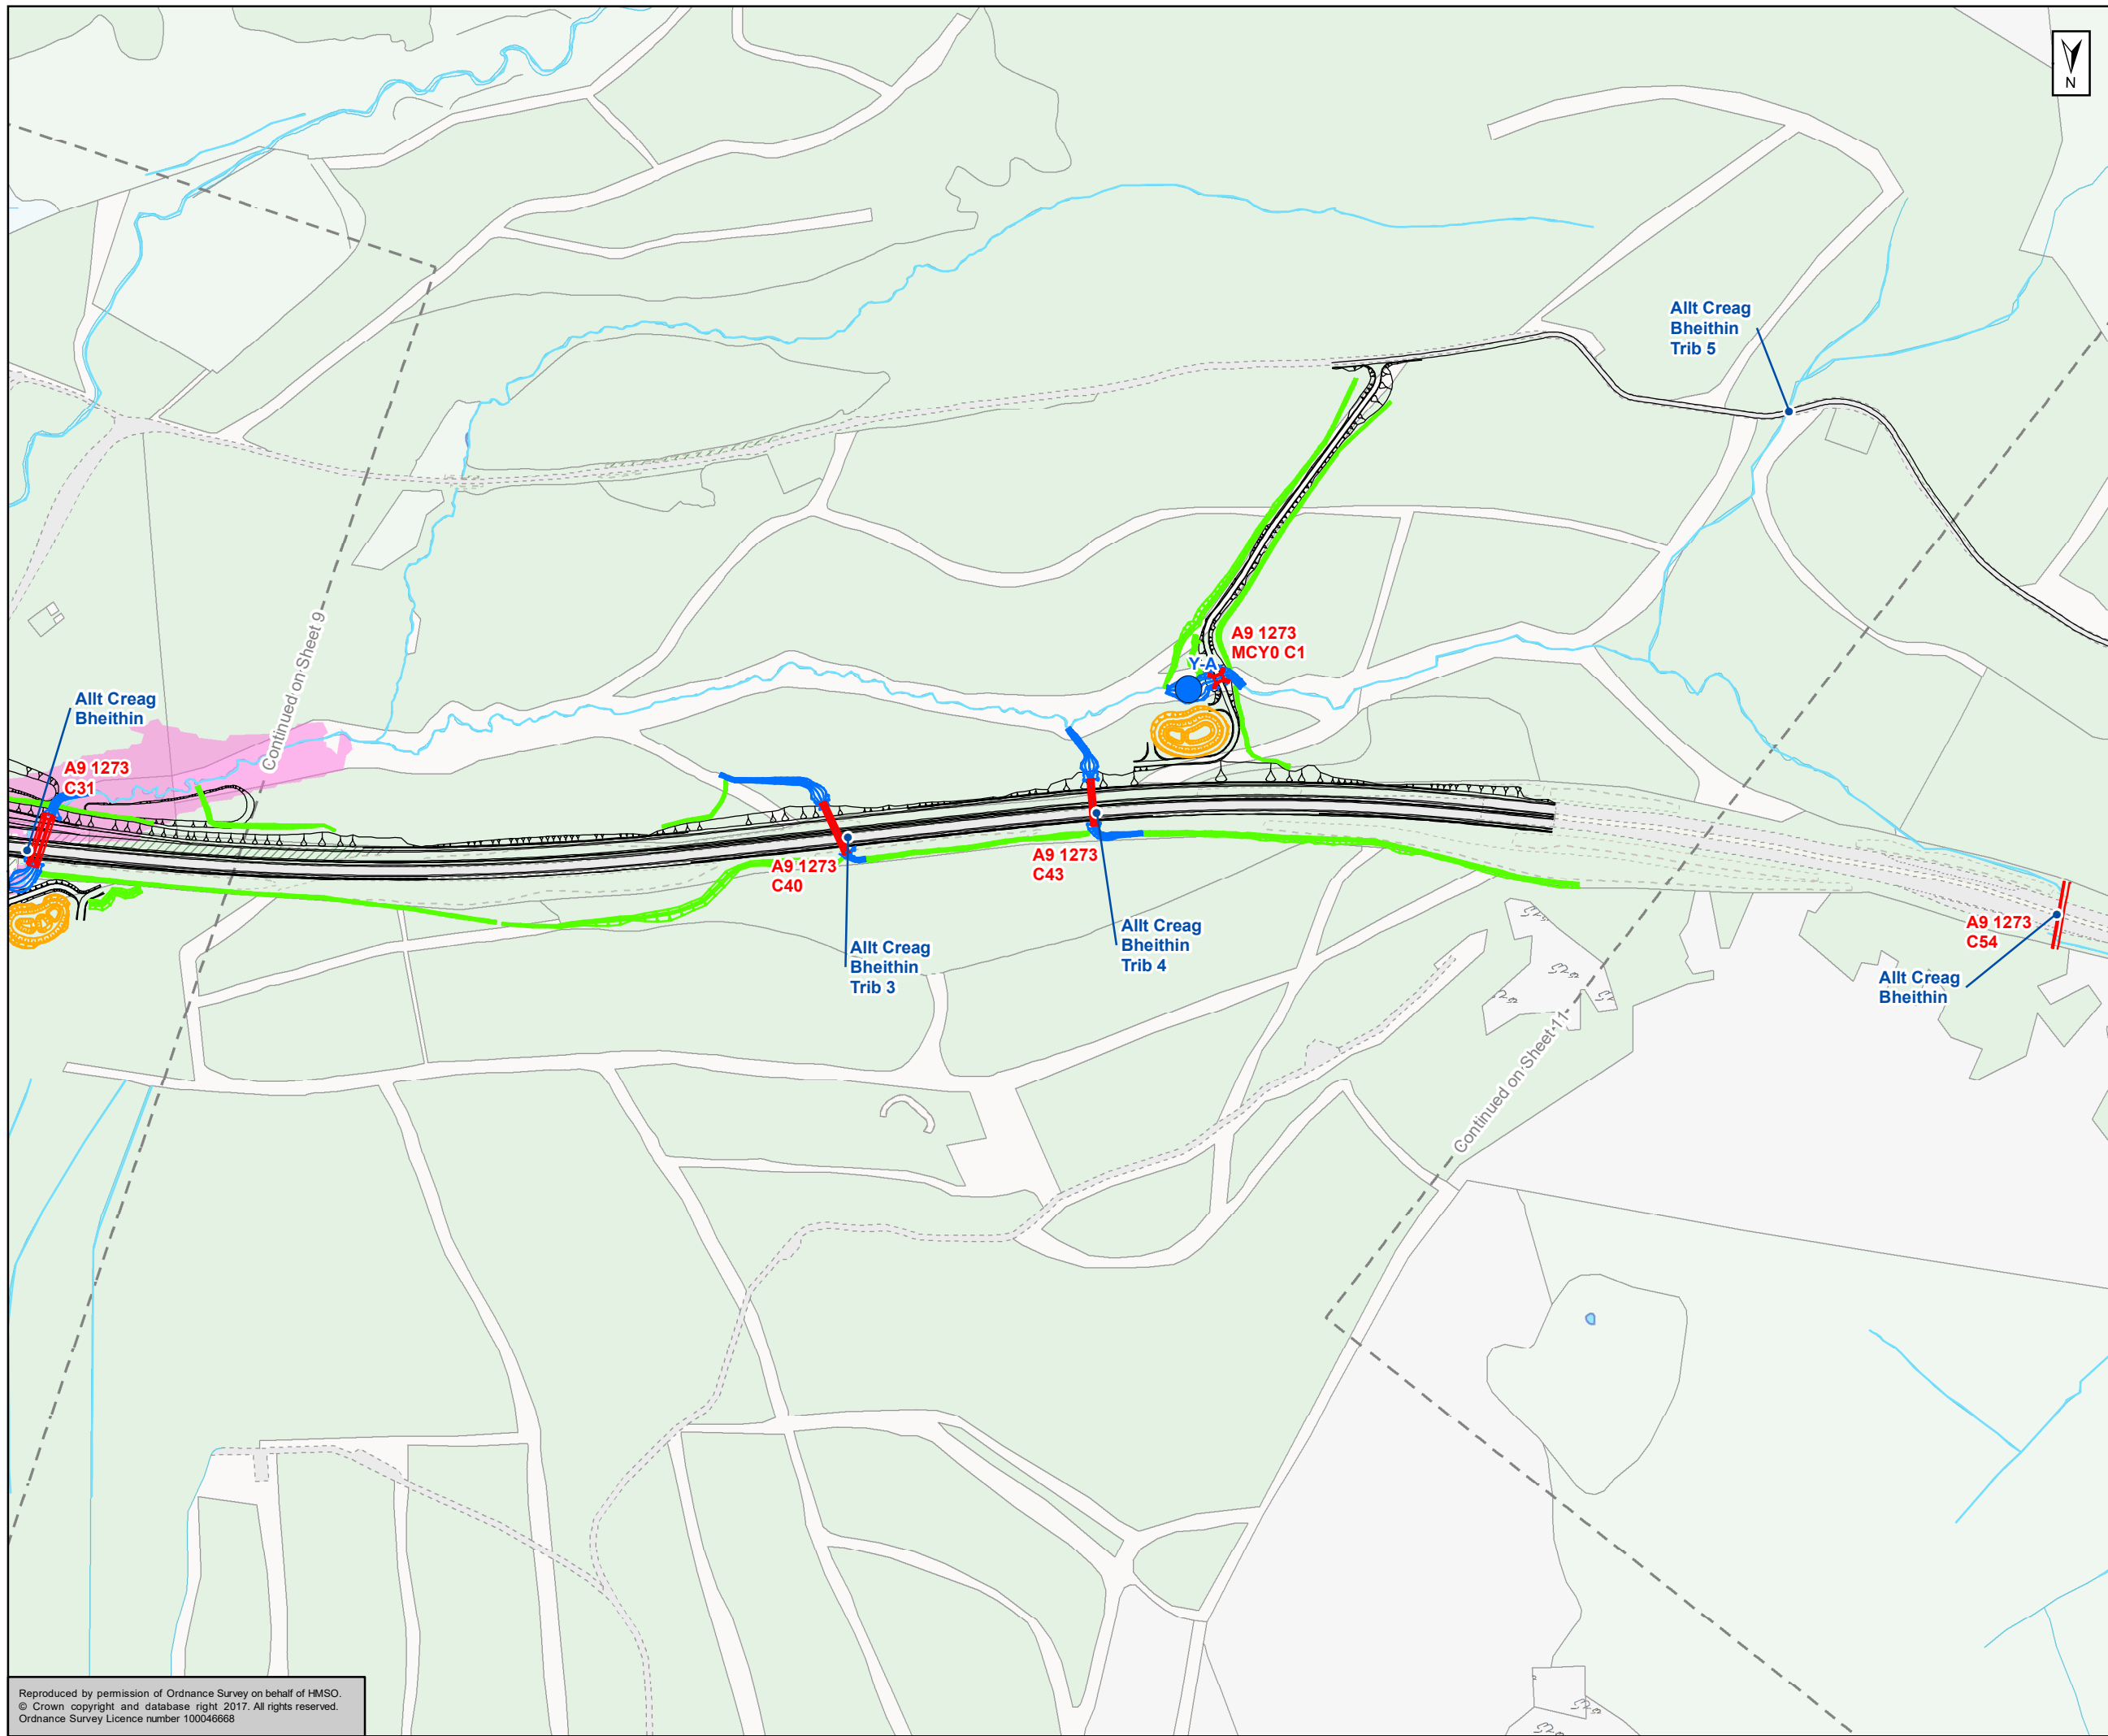 N
Allt Creag
Bheithin
Trib 5
Continued on Sheet 9
A9 1273
MCY0 C1
Y-A
Allt Creag
Bheithin
A9 1273
C31
A9 1273
C40
A9 1273
C43
Allt Creag
Bheithin
Trib 3
Allt Creag
Bheithin
Trib 4
A9 1273
C54
Allt Creag
Bheithin
Continued on Sheet 11
Reproduced by permission of Ordnance Survey on behalf of HMSO.
© Crown copyright and database right 2017. All rights reserved.
Ordnance Survey Licence number 100046668